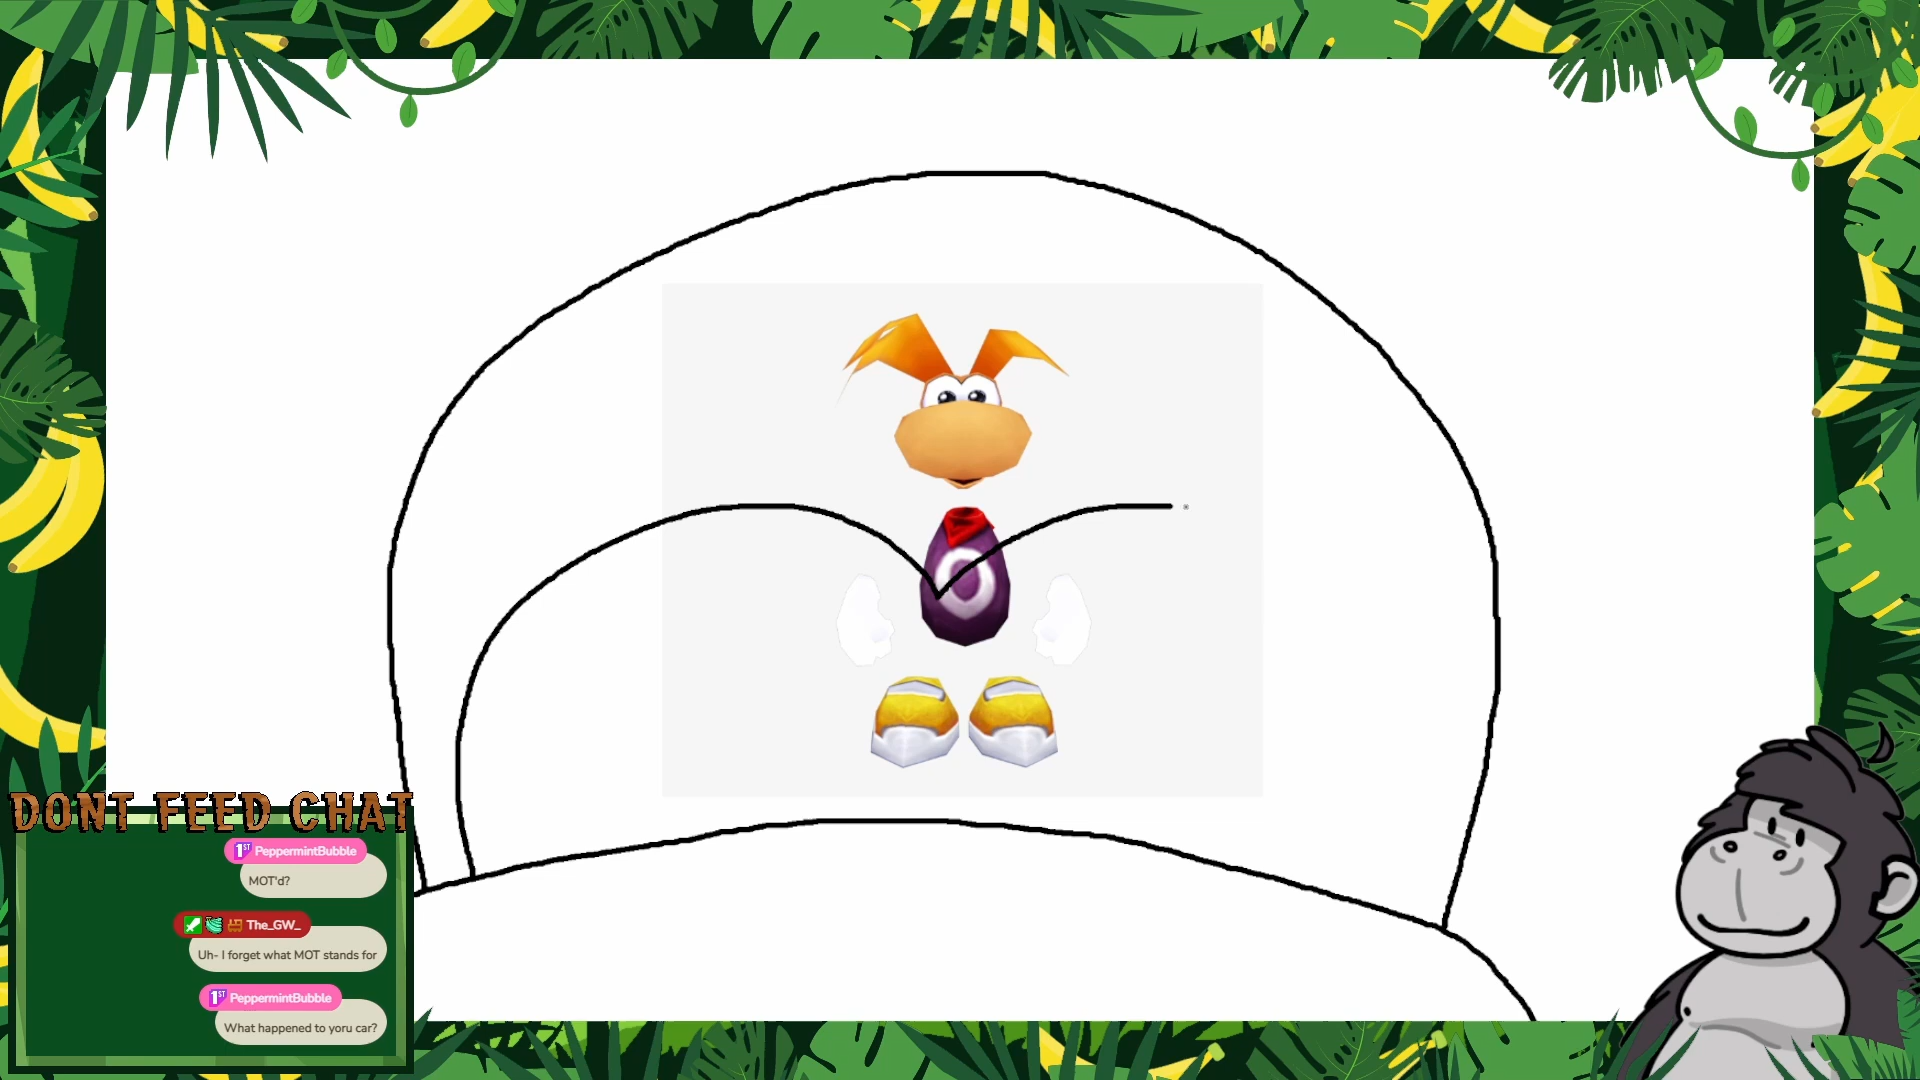 DONT FEED CHAT
1ST PeppermintBubble
MOT'd?
The_GW_
Uh- I forget what MOT stands for
1ST PeppermintBubble
What happened to yoru car?